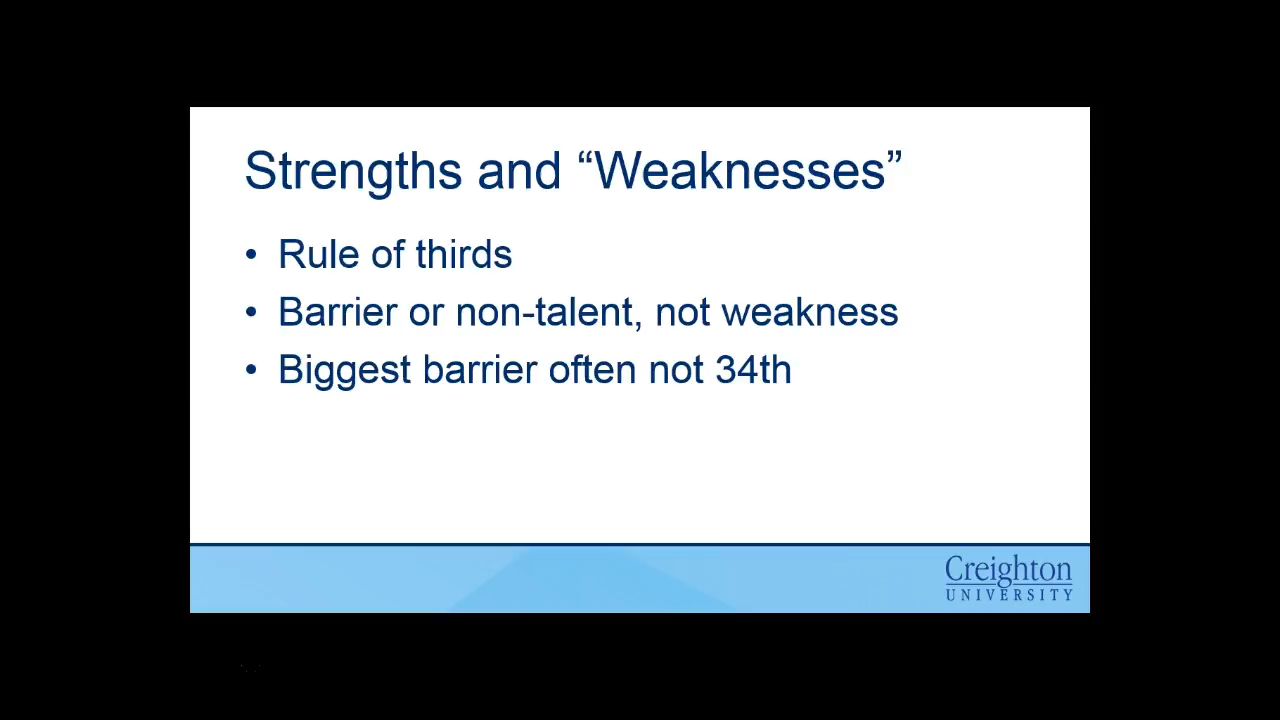 Strengths and “Weaknesses”
• Rule of thirds
• Barrier or non-talent, not weakness
• Biggest barrier often not 34th
Creighton
UNIVERSITY